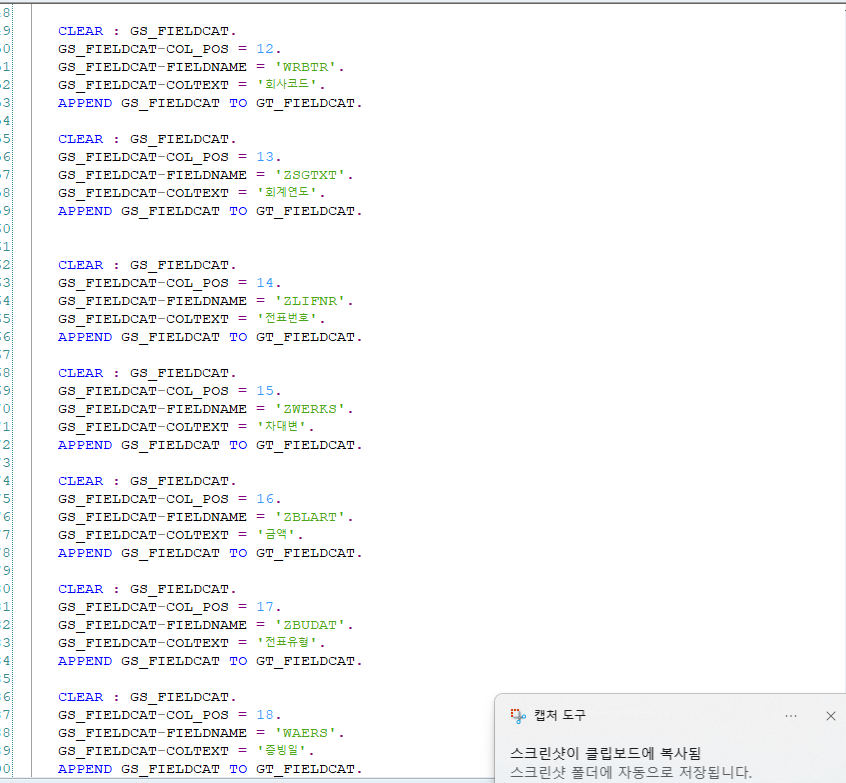 CLEAR : GS_FIELDCAT.
GS_FIELDCAT-COL_POS = 12.
GS_FIELDCAT-FIELDNAME = 'WRBTR'.
GS_FIELDCAT-COLTEXT = '회사코드'.
APPEND GS_FIELDCAT TO GT_FIELDCAT.
CLEAR : GS_FIELDCAT.
GS_FIELDCAT-COL_POS = 13.
GS_FIELDCAT-FIELDNAME = 'ZSGTXT'.
GS_FIELDCAT-COLTEXT = '회계연도'.
APPEND GS_FIELDCAT TO GT_FIELDCAT.
CLEAR : GS_FIELDCAT.
GS_FIELDCAT-COL_POS = 14.
GS_FIELDCAT-FIELDNAME = 'ZLIFNR'.
GS_FIELDCAT-COLTEXT = '전표번호'.
APPEND GS_FIELDCAT TO GT_FIELDCAT.
CLEAR : GS_FIELDCAT.
GS_FIELDCAT-COL_POS = 15.
GS_FIELDCAT-FIELDNAME = 'ZWERKS'.
GS_FIELDCAT-COLTEXT = '차대변'.
APPEND GS_FIELDCAT TO GT_FIELDCAT.
CLEAR : GS_FIELDCAT.
GS_FIELDCAT-COL_POS = 16.
GS_FIELDCAT-FIELDNAME = 'ZBLART'.
GS_FIELDCAT-COLTEXT = '금액'.
APPEND GS_FIELDCAT TO GT_FIELDCAT.
CLEAR : GS_FIELDCAT.
GS_FIELDCAT-COL_POS = 17.
GS_FIELDCAT-FIELDNAME = 'ZBUDAT'.
GS_FIELDCAT-COLTEXT = '전표유형'.
APPEND GS_FIELDCAT TO GT_FIELDCAT.
CLEAR : GS_FIELDCAT.
GS_FIELDCAT-COL_POS = 18.
GS_FIELDCAT-FIELDNAME = 'WAERS'.
GS_FIELDCAT-COLTEXT = '증빙일'.
APPEND GS_FIELDCAT TO GT_FIELDCAT.
캡처 도구
스크린샷이 클립보드에 복사됨
스크린샷 폴더에 자동으로 저장됩니다.